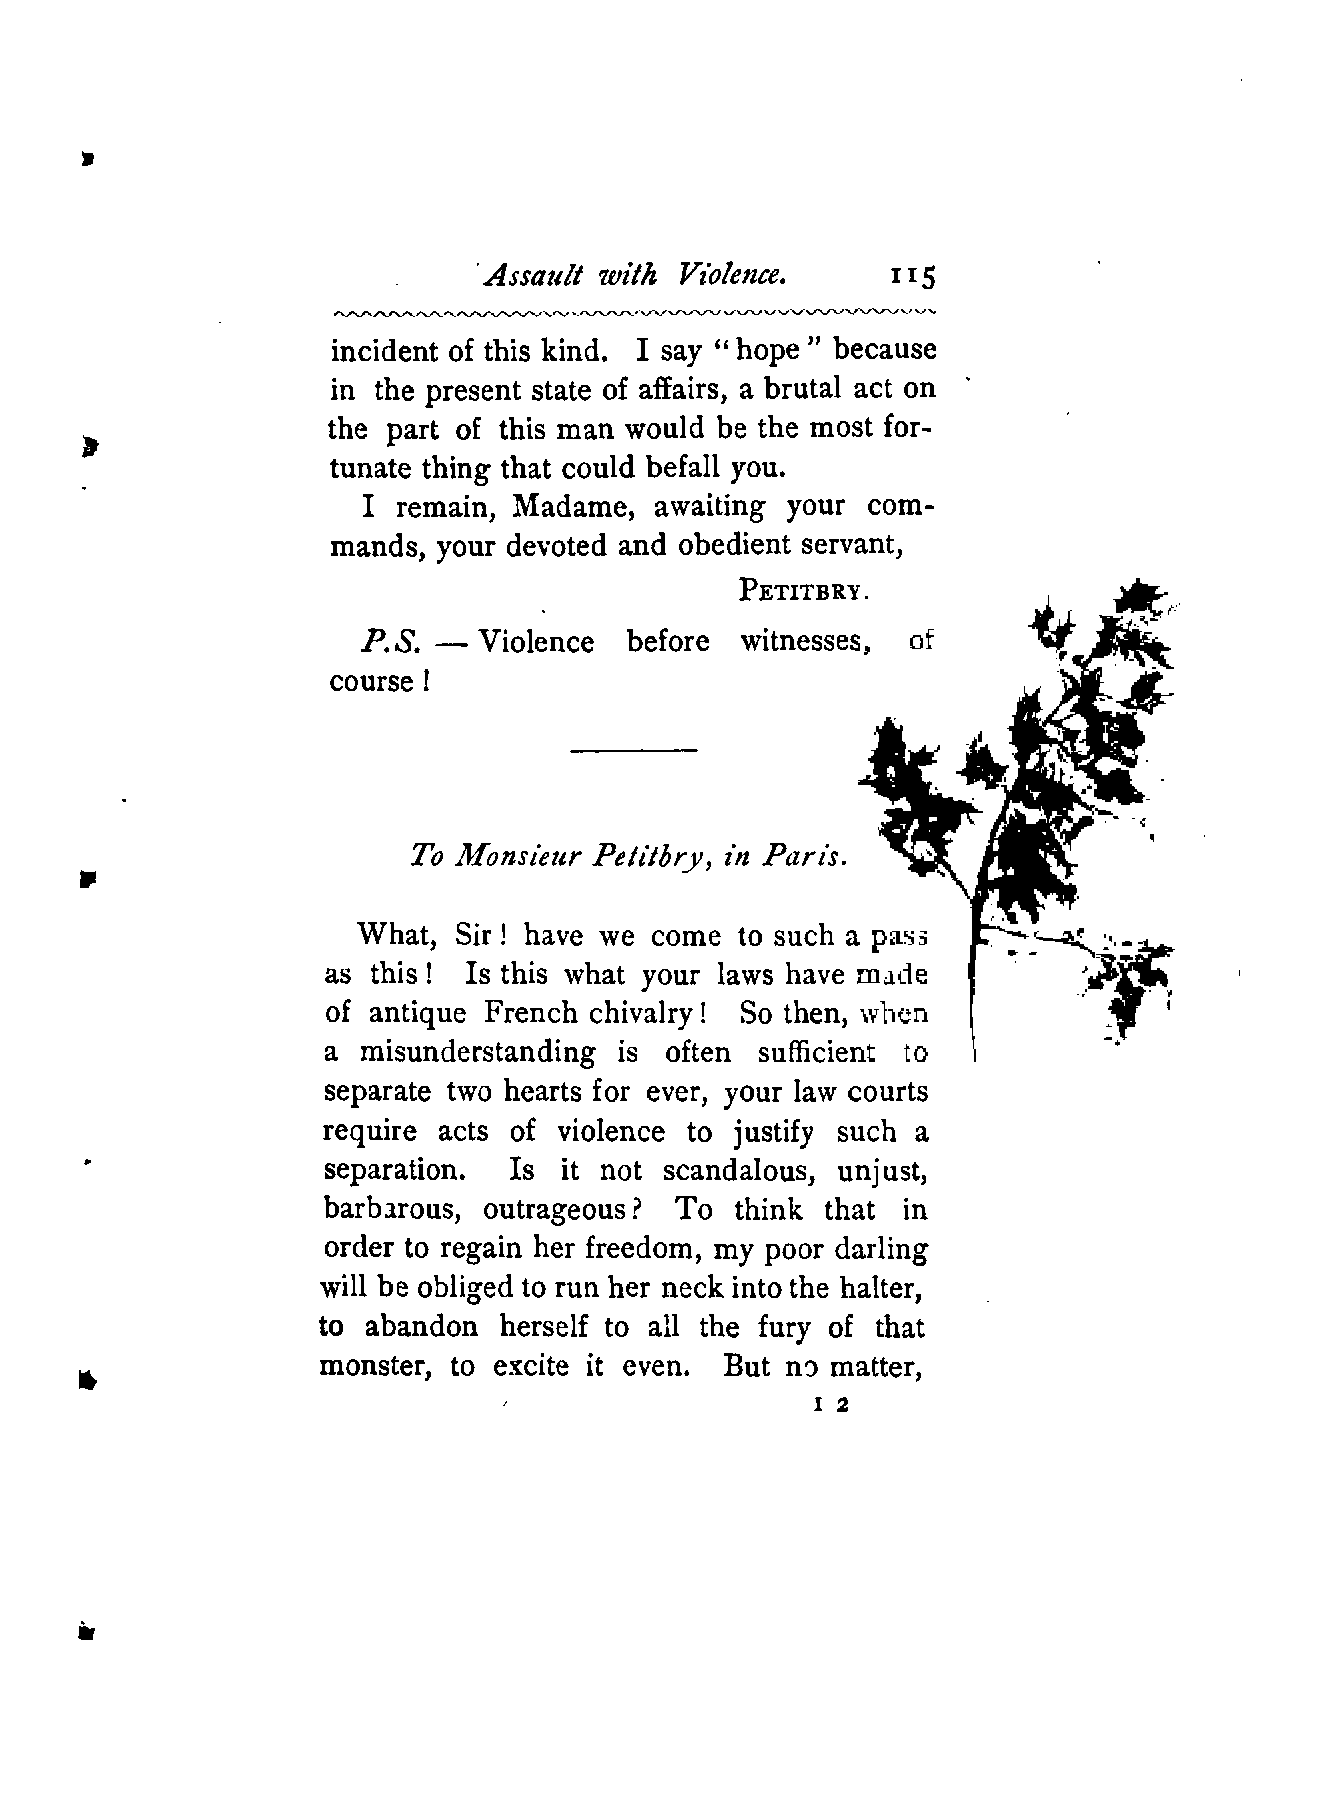 Assault with Violence. 115
incident of this kind. I say “hope” because
in the present state of affairs, a brutal act on
the part of this man would be the most for-
tunate thing that could befall you.
I remain, Madame, awaiting your com-
mands, your devoted and obedient servant,
PETITBRY.
P.S. — Violence before witnesses, of
course!
To Monsieur Petitbry, in Paris.
What, Sir! have we come to such a pass
as this! Is this what your laws have made
of antique French chivalry! So then, when
a misunderstanding is often sufficient to
separate two hearts for ever, your law courts
require acts of violence to justify such a
separation. Is it not scandalous, unjust,
barbarous, outrageous? To think that in
order to regain her freedom, my poor darling
will be obliged to run her neck into the halter,
to abandon herself to all the fury of that
monster, to excite it even. But no matter,
I 2